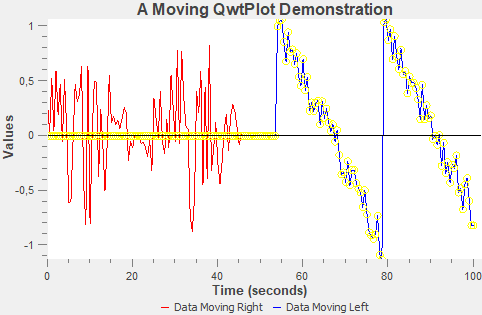 A Moving QwtPlot Demonstration
1
0,5
0
-0,5
-1
Values
0 20 40 60 80 100
Time (seconds)
Data Moving Right Data Moving Left